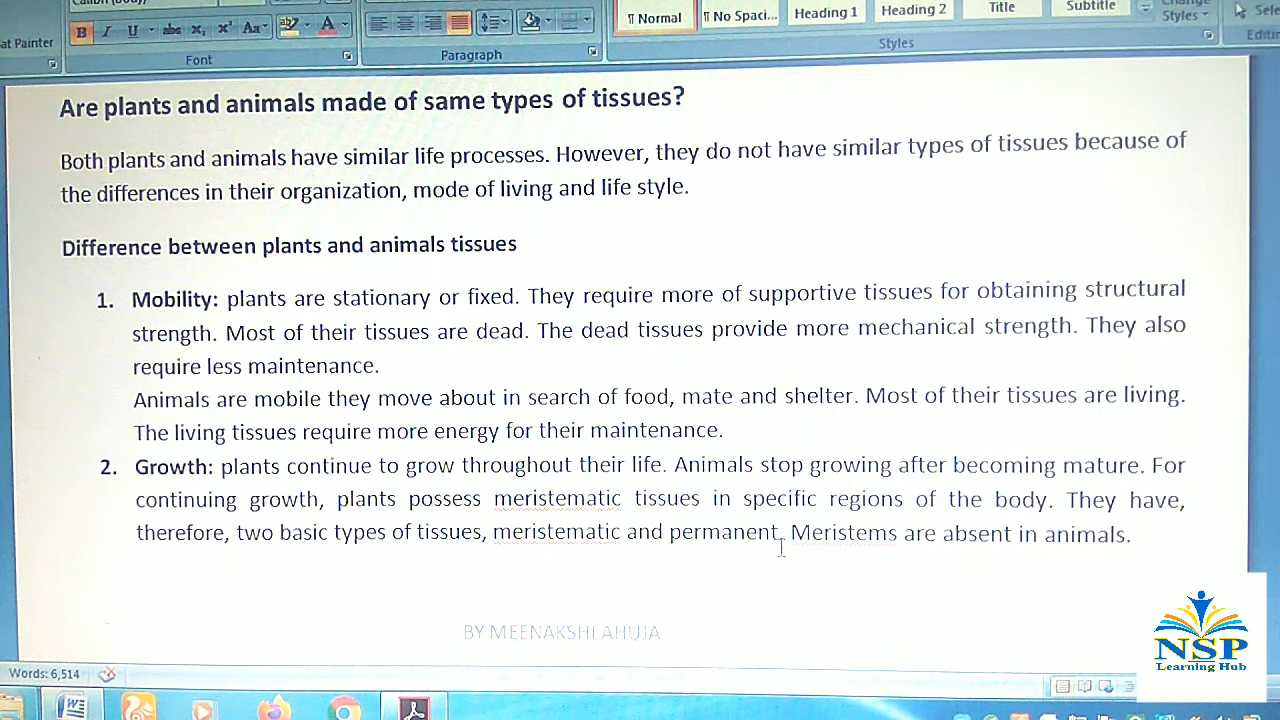 at Painter
B I U abc x₂ x² Aa ab A
Font
Paragraph
¶ Normal
¶ No Spaci...
Heading 1
Heading 2
Title
Subtitle
Styles
Styles
Are plants and animals made of same types of tissues?
Both plants and animals have similar life processes. However, they do not have similar types of tissues because of
the differences in their organization, mode of living and life style.
Difference between plants and animals tissues
1. Mobility: plants are stationary or fixed. They require more of supportive tissues for obtaining structural
strength. Most of their tissues are dead. The dead tissues provide more mechanical strength. They also
require less maintenance.
Animals are mobile they move about in search of food, mate and shelter. Most of their tissues are living.
The living tissues require more energy for their maintenance.
2. Growth: plants continue to grow throughout their life. Animals stop growing after becoming mature. For
continuing growth, plants possess meristematic tissues in specific regions of the body. They have,
therefore, two basic types of tissues, meristematic and permanent. Meristems are absent in animals.
BY MEENAKSHI AHUJA
NSP
Learning Hub
Words: 6,514